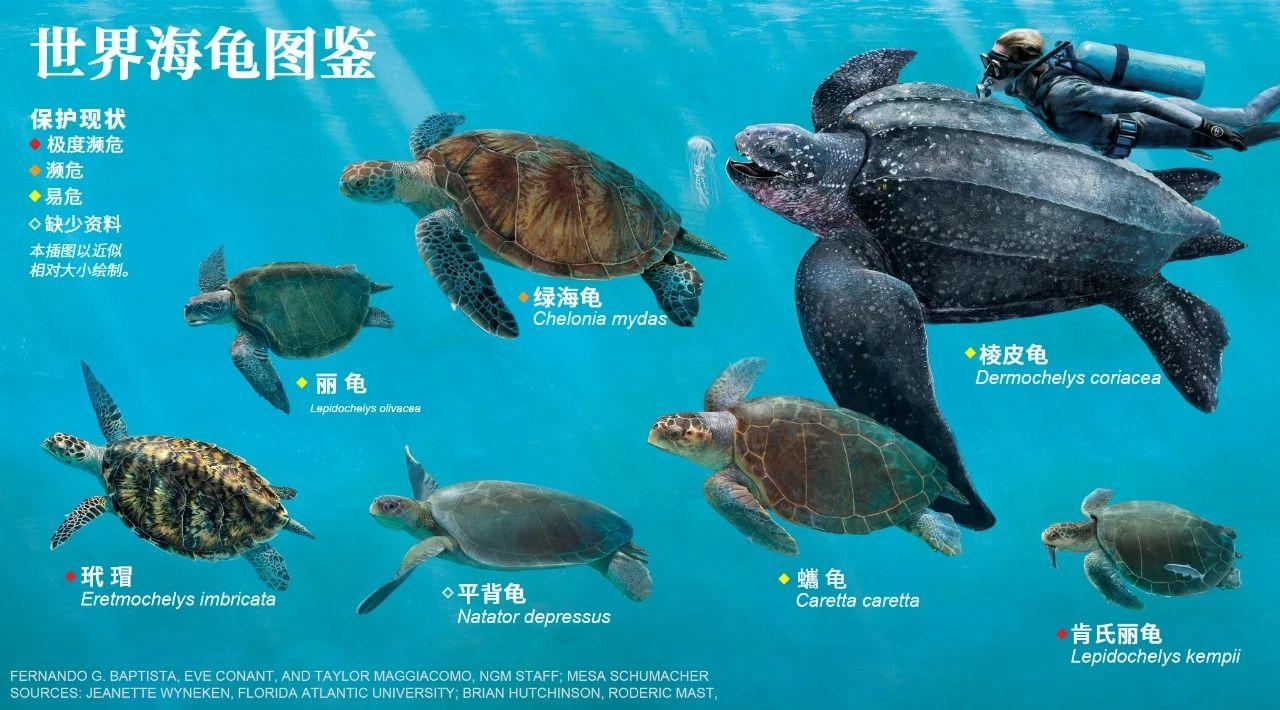 世界海龟图鉴
保护现状
极度濒危
濒危
易危
缺少资料
本插图以近似
相对大小绘制。
绿海龟
Chelonia mydas
棱皮龟
Dermochelys coriacea
丽龟
Lepidochelys olivacea
玳瑁
Eretmochelys imbricata
平背龟
Natator depressus
蠵龟
Caretta caretta
肯氏丽龟
Lepidochelys kempii
FERNANDO G. BAPTISTA, EVE CONANT, AND TAYLOR MAGGIACOMO, NGM STAFF; MESA SCHUMACHER
SOURCES: JEANETTE WYNEKEN, FLORIDA ATLANTIC UNIVERSITY; BRIAN HUTCHINSON, RODERIC MAST,